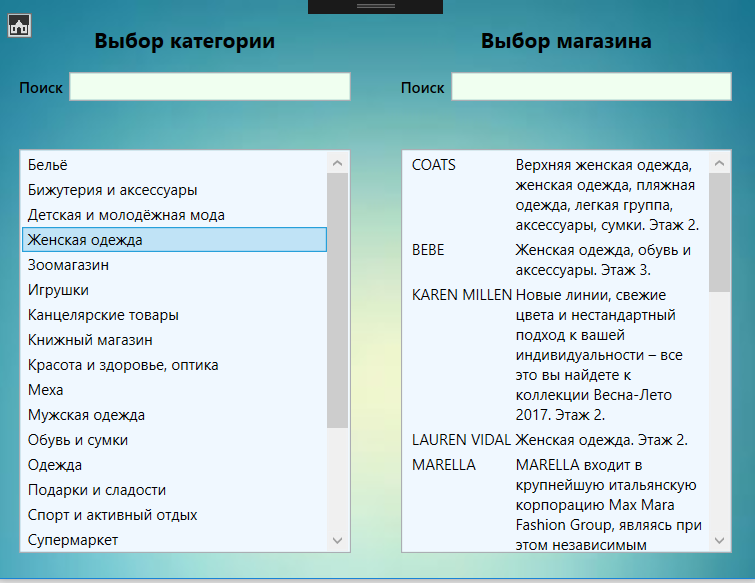 Выбор категории
Поиск
Бельё
Бижутерия и аксессуары
Детская и молодёжная мода
Женская одежда
Зоомагазин
Игрушки
Канцелярские товары
Книжный магазин
Красота и здоровье, оптика
Меха
Мужская одежда
Обувь и сумки
Одежда
Подарки и сладости
Спорт и активный отдых
Супермаркет
Выбор магазина
Поиск
COATS Верхняя женская одежда,
женская одежда, пляжная
одежда, легкая группа,
аксессуары, сумки. Этаж 2.
BEBE Женская одежда, обувь и
аксессуары. Этаж 3.
KAREN MILLEN Новые линии, свежие
цвета и нестандартный
подход к вашей
индивидуальности – все
это вы найдете к
коллекции Весна-Лето
2017. Этаж 2.
LAUREN VIDAL Женская одежда. Этаж 2.
MARELLA MARELLA входит в
крупнейшую итальянскую
корпорацию Max Mara
Fashion Group, являясь при
этом независимым